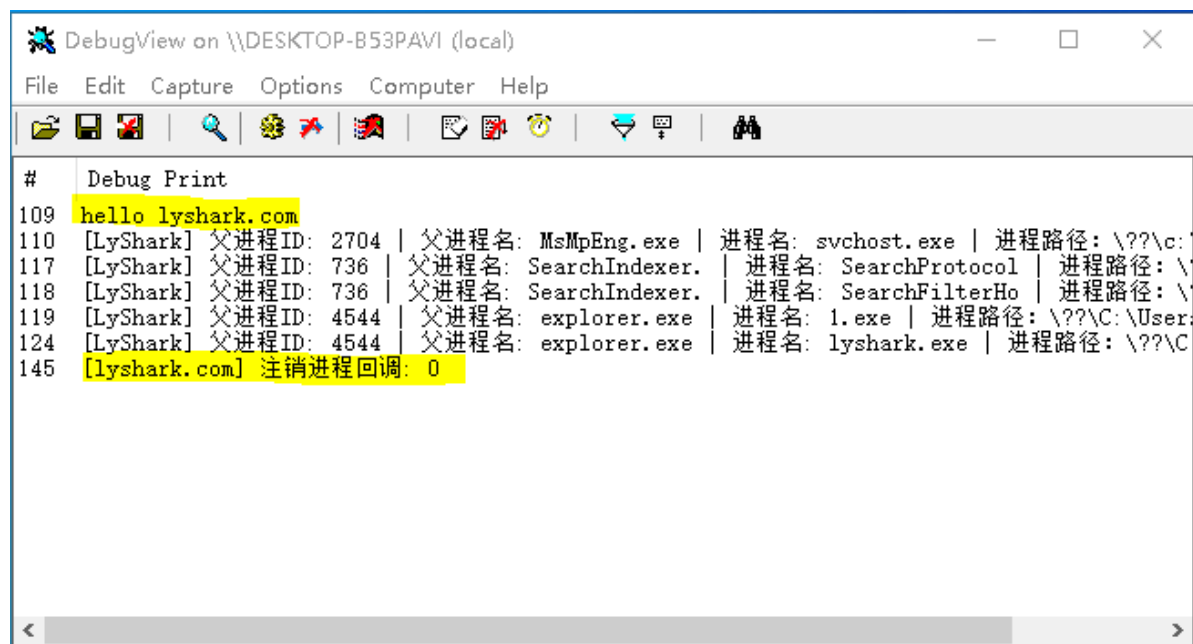 DebugView on \\DESKTOP-B53PAVI (local)
File Edit Capture Options Computer Help
# Debug Print
109 hello lyshark.com
110 [LyShark] 父进程ID: 2704 | 父进程名: MsMpEng.exe | 进程名: svchost.exe | 进程路径: \??\c:
117 [LyShark] 父进程ID: 736 | 父进程名: SearchIndexer. | 进程名: SearchProtocol | 进程路径: \
118 [LyShark] 父进程ID: 736 | 父进程名: SearchIndexer. | 进程名: SearchFilterHo | 进程路径: \
119 [LyShark] 父进程ID: 4544 | 父进程名: explorer.exe | 进程名: 1.exe | 进程路径: \??\C:\User
124 [LyShark] 父进程ID: 4544 | 父进程名: explorer.exe | 进程名: lyshark.exe | 进程路径: \??\C
145 [lyshark.com] 注销进程回调: 0